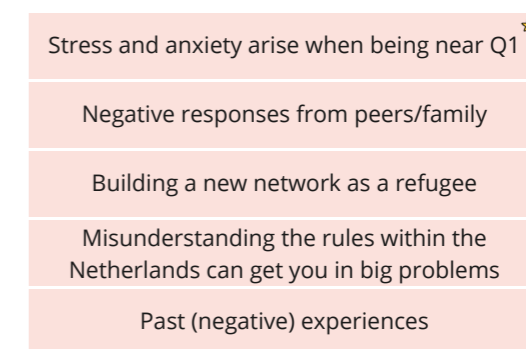 Stress and anxiety arise when being near Q1
Negative responses from peers/family
Building a new network as a refugee
Misunderstanding the rules within the
Netherlands can get you in big problems
Past (negative) experiences